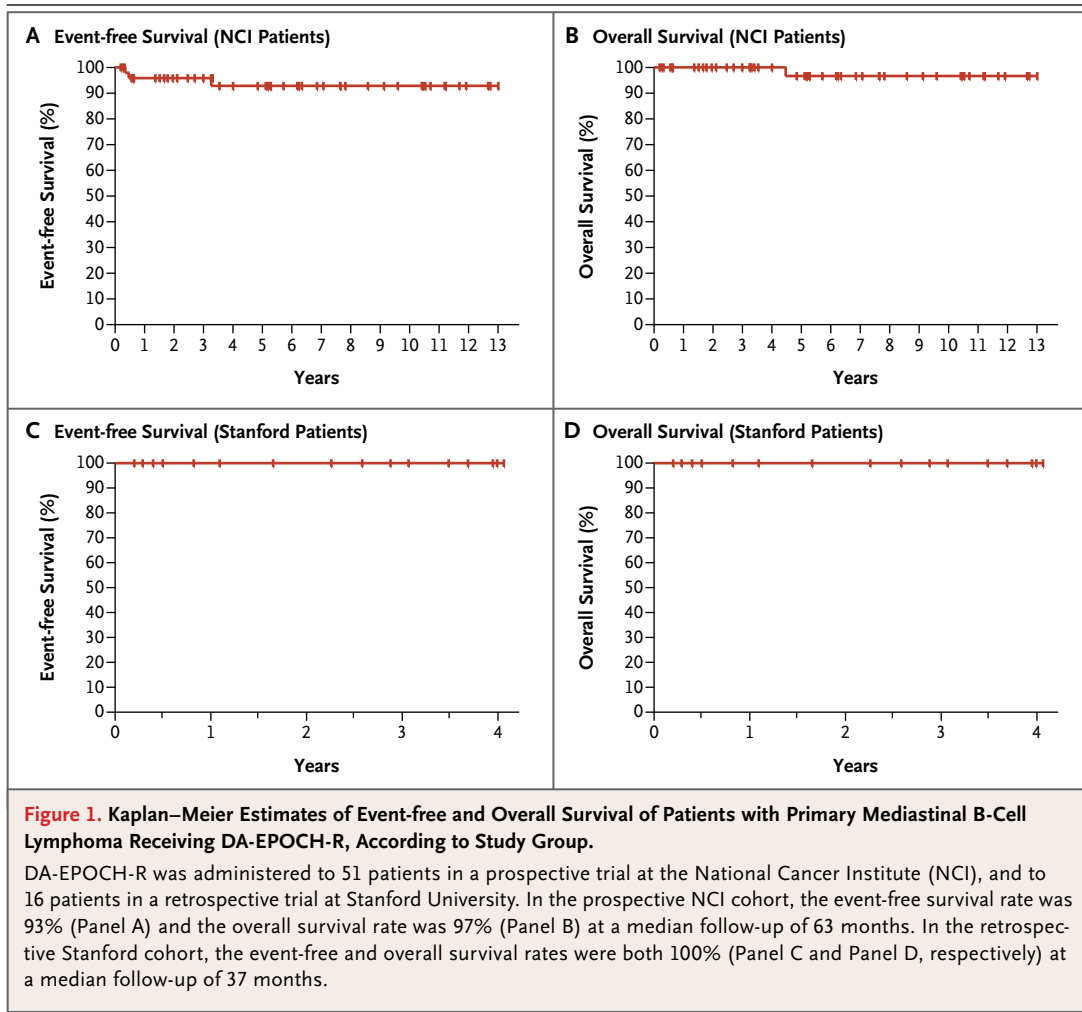 A Event-free Survival (NCI Patients)
Event-free Survival (%)
100
90
80
70
60
50
40
30
20
10
0
0 1 2 3 4 5 6 7 8 9 10 11 12 13
Years
B Overall Survival (NCI Patients)
Overall Survival (%)
100
90
80
70
60
50
40
30
20
10
0
0 1 2 3 4 5 6 7 8 9 10 11 12 13
Years
C Event-free Survival (Stanford Patients)
Event-free Survival (%)
100
90
80
70
60
50
40
30
20
10
0
0 1 2 3 4
Years
D Overall Survival (Stanford Patients)
Overall Survival (%)
100
90
80
70
60
50
40
30
20
10
0
0 1 2 3 4
Years
Figure 1. Kaplan–Meier Estimates of Event-free and Overall Survival of Patients with Primary Mediastinal B-Cell
Lymphoma Receiving DA-EPOCH-R, According to Study Group.
DA-EPOCH-R was administered to 51 patients in a prospective trial at the National Cancer Institute (NCI), and to
16 patients in a retrospective trial at Stanford University. In the prospective NCI cohort, the event-free survival rate was
93% (Panel A) and the overall survival rate was 97% (Panel B) at a median follow-up of 63 months. In the retrospec-
tive Stanford cohort, the event-free and overall survival rates were both 100% (Panel C and Panel D, respectively) at
a median follow-up of 37 months.